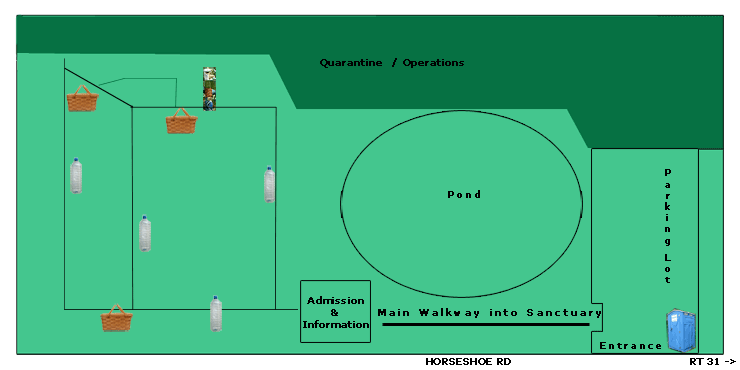 Quarantine / Operations
Parking Lot
Pond
Admission
&
Information
Main Walkway into Sanctuary
Entrance
HORSESHOE RD
RT 31 ->